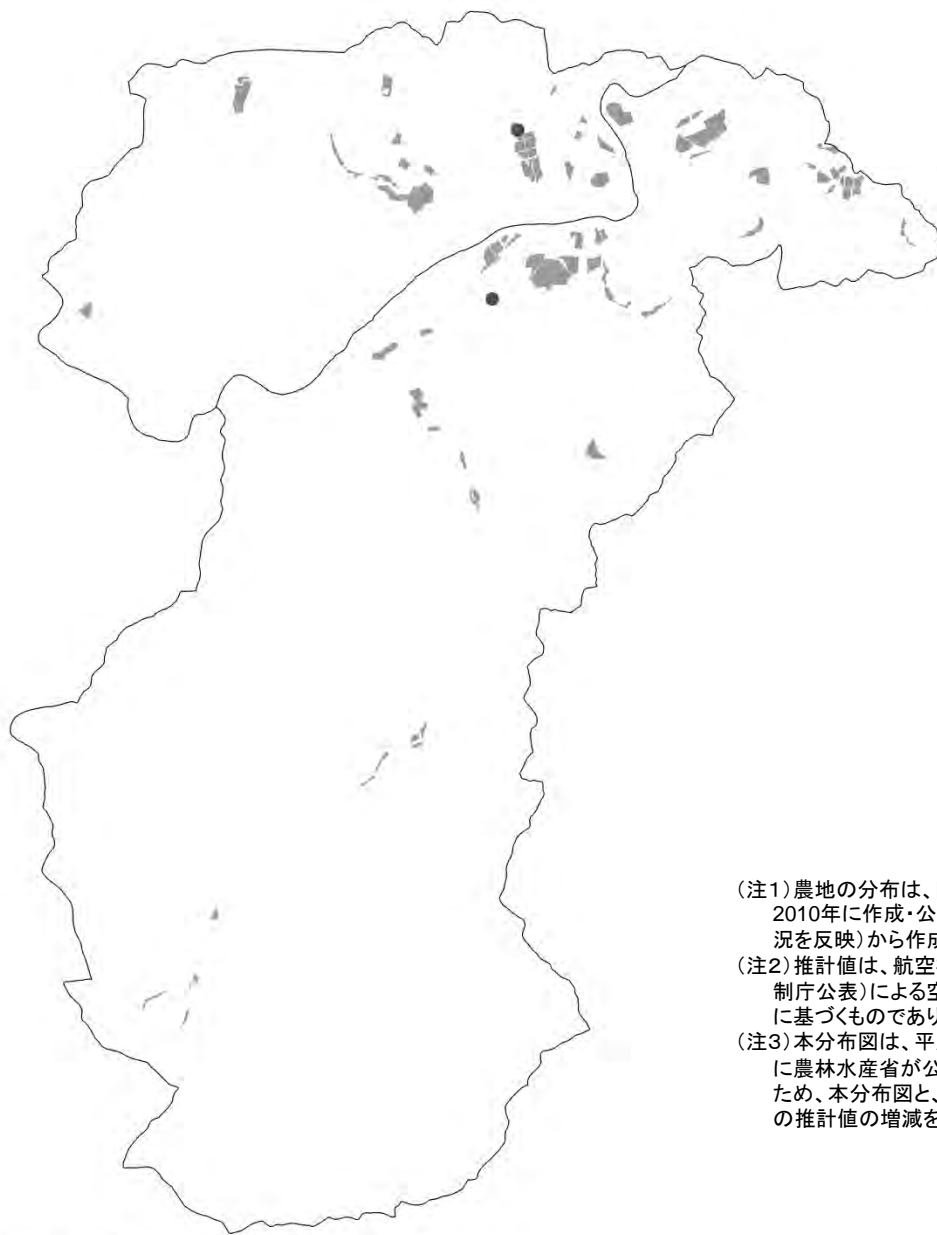 （注1）農地の分布は、
2010年に作成・公
況を反映）から作成
（注2）推計値は、航空
制庁公表）による空
に基づくものであり
（注3）本分布図は、平
に農林水産省が公
ため、本分布図と、
の推計値の増減を